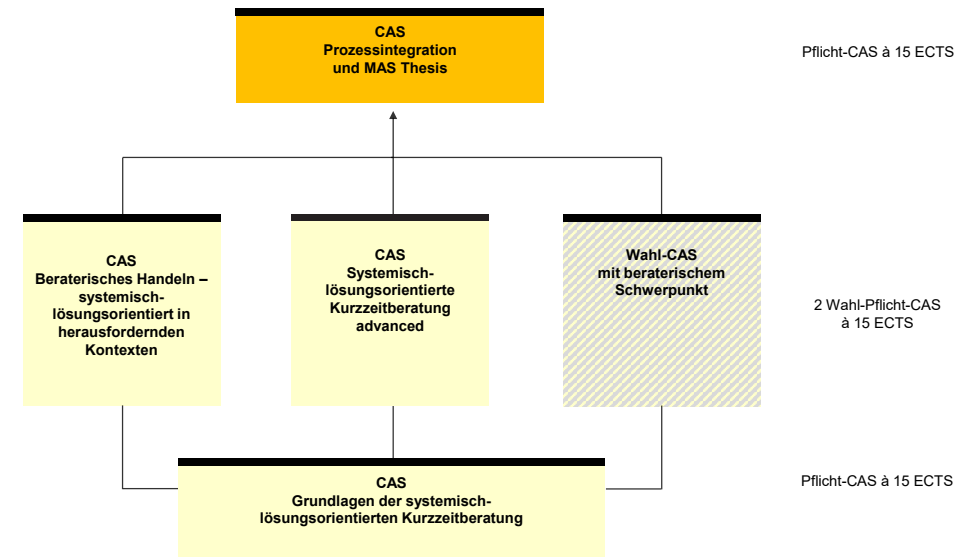 CAS
Prozessintegration
und MAS Thesis
Pflicht-CAS à 15 ECTS
CAS
Beraterisches Handeln –
systemisch-
lösungsorientiert in
herausfordernden
Kontexten
CAS
Systemisch-
lösungsorientierte
Kurzzeitberatung
advanced
Wahl-CAS
mit beraterischem
Schwerpunkt
2 Wahl-Pflicht-CAS
à 15 ECTS
CAS
Grundlagen der systemisch-
lösungsorientierten Kurzzeitberatung
Pflicht-CAS à 15 ECTS